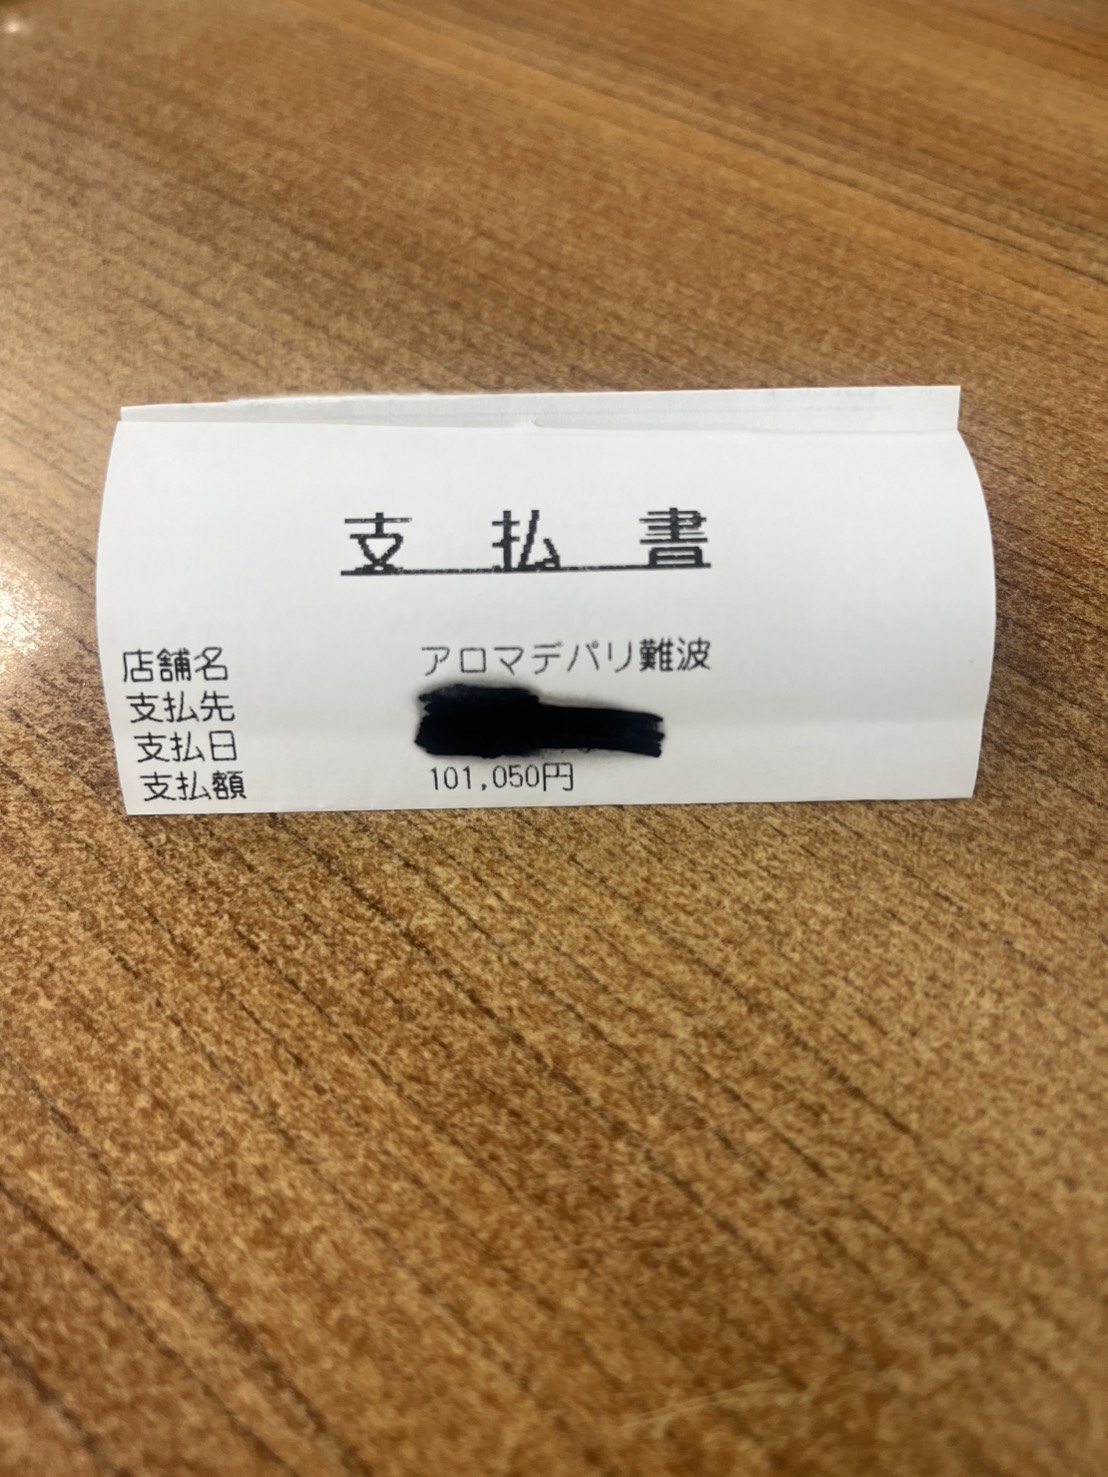 支払書
店舗名 アロマデパリ難波
支払先
支払日
支払額 101,050円